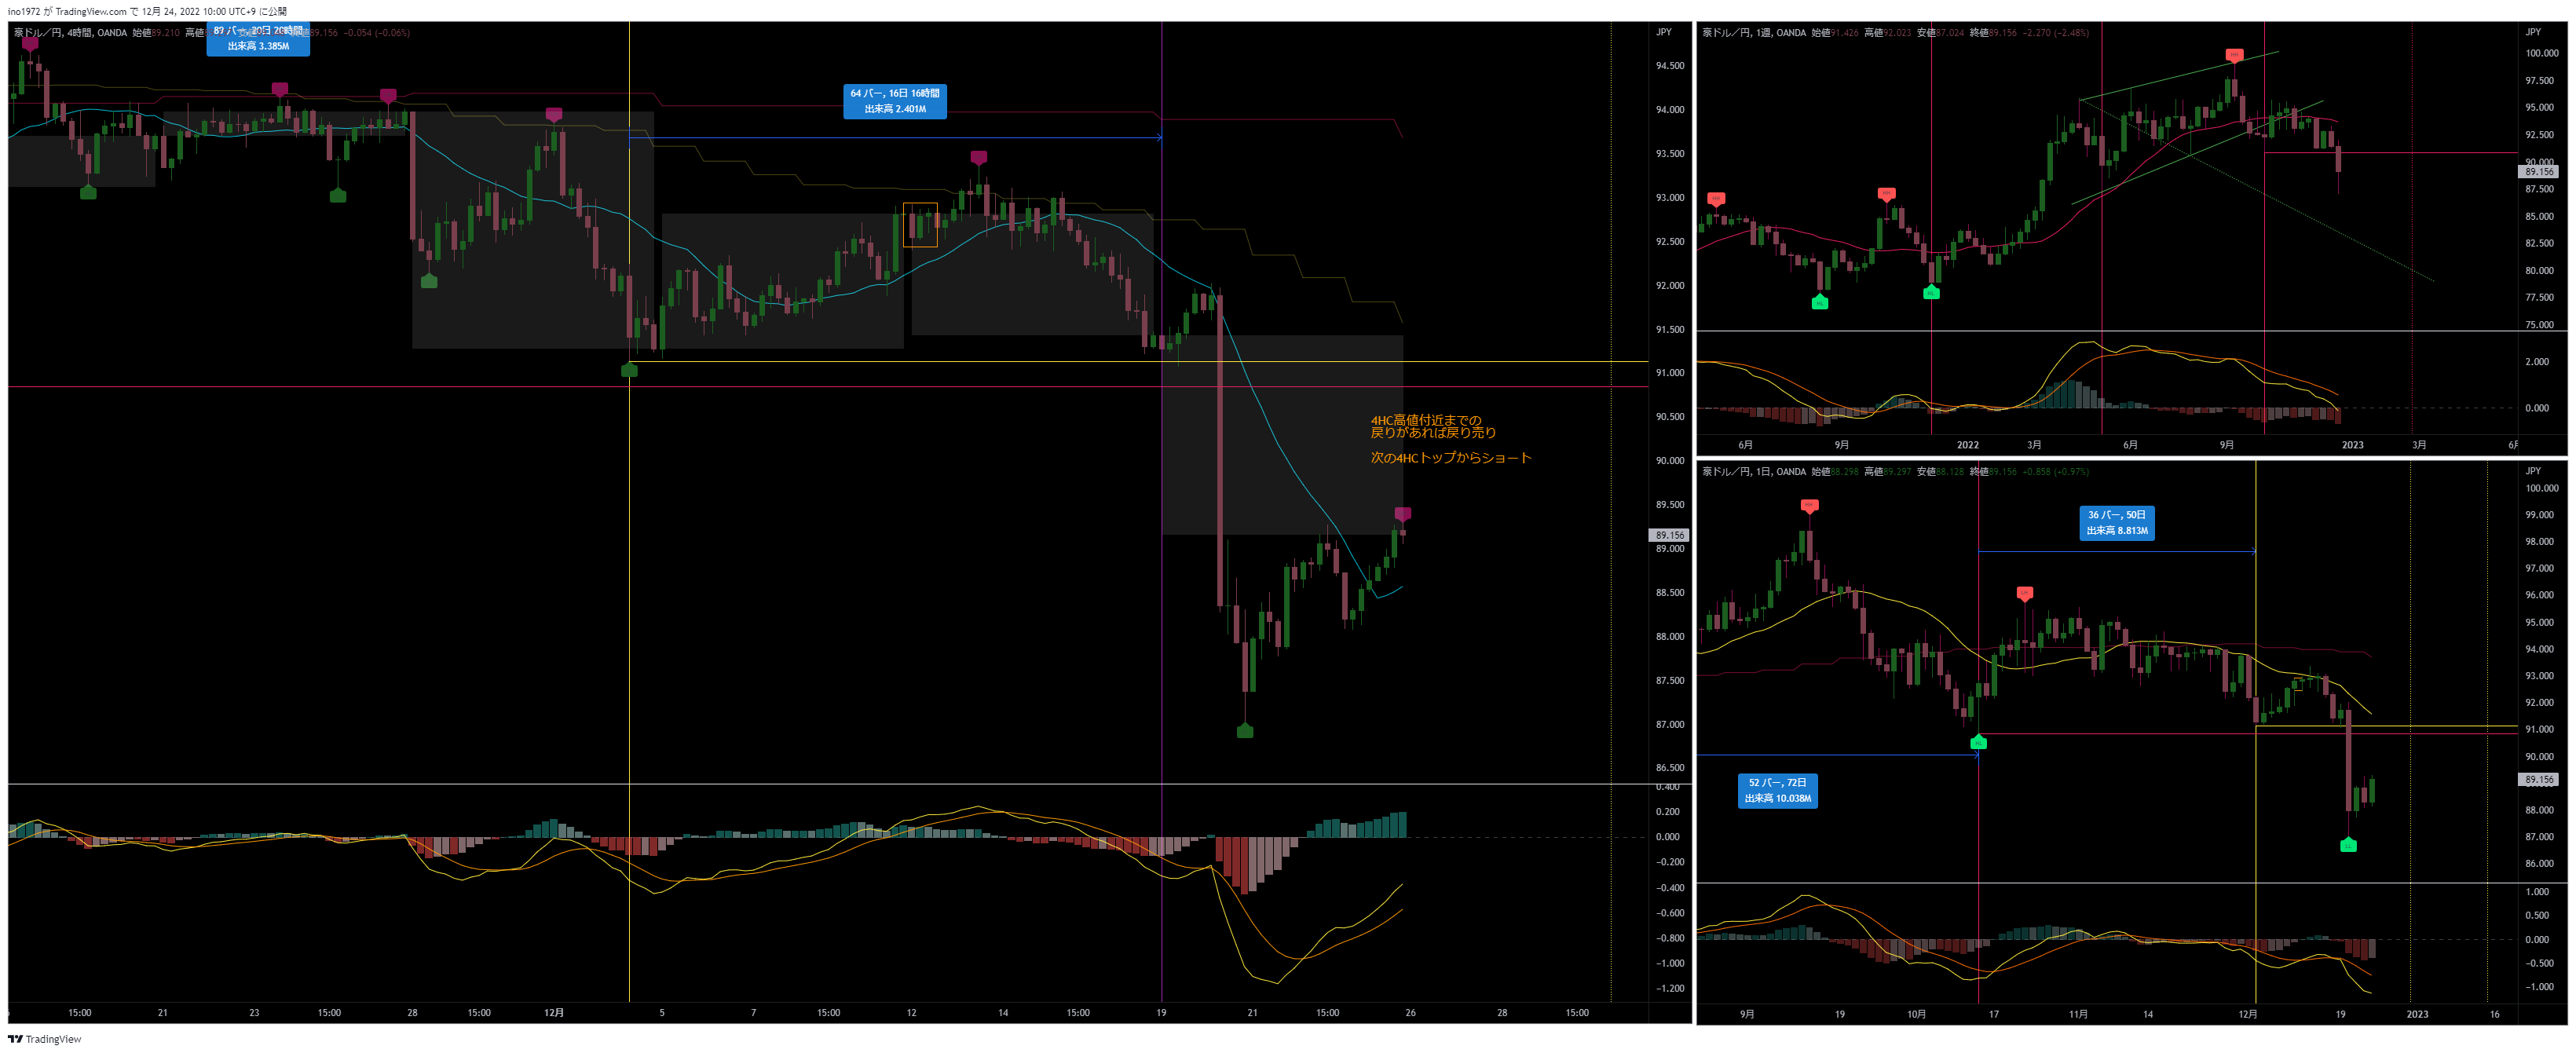 ino1972 が TradingView.com で 12月 24, 2022 10:00 UTC+9 に公開
豪ドル／円, 4時間, OANDA 始値89.210 高値 89.156 −0.054 (−0.06%)
89 バー, 20日 20時間
出来高 3.385M
64 バー, 16日 16時間
出来高 2.401M
4HC高値付近までの
戻りがあれば戻り売り
次の4HCトップからショート
JPY
94.500
94.000
93.500
93.000
92.500
92.000
91.500
91.000
90.500
90.000
89.500
89.156
89.000
88.500
88.000
87.500
87.000
86.500
0.400
0.200
0.000
−0.200
−0.400
−0.600
−0.800
−1.000
−1.200
15:00 21 23 15:00 28 15:00 12月 5 7 15:00 12 14 15:00 19 21 15:00 26 28 15:00
豪ドル／円, 1週, OANDA 始値91.426 高値92.023 安値87.024 終値89.156 −2.270 (−2.48%)
JPY
100.000
97.500
95.000
92.500
90.000
89.156
87.500
85.000
82.500
80.000
77.500
75.000
2.000
0.000
6月 9月 2022 3月 6月 9月 2023 3月
豪ドル／円, 1日, OANDA 始値88.298 高値89.297 安値88.128 終値89.156 +0.858 (+0.97%)
36 バー, 50日
出来高 8.813M
52 バー, 72日
出来高 10.038M
JPY
100.000
99.000
98.000
97.000
96.000
95.000
94.000
93.000
92.000
91.000
90.000
89.156
88.000
87.000
86.000
1.000
0.500
0.000
−0.500
−1.000
9月 19 10月 17 11月 14 12月 19 2023 16
TradingView